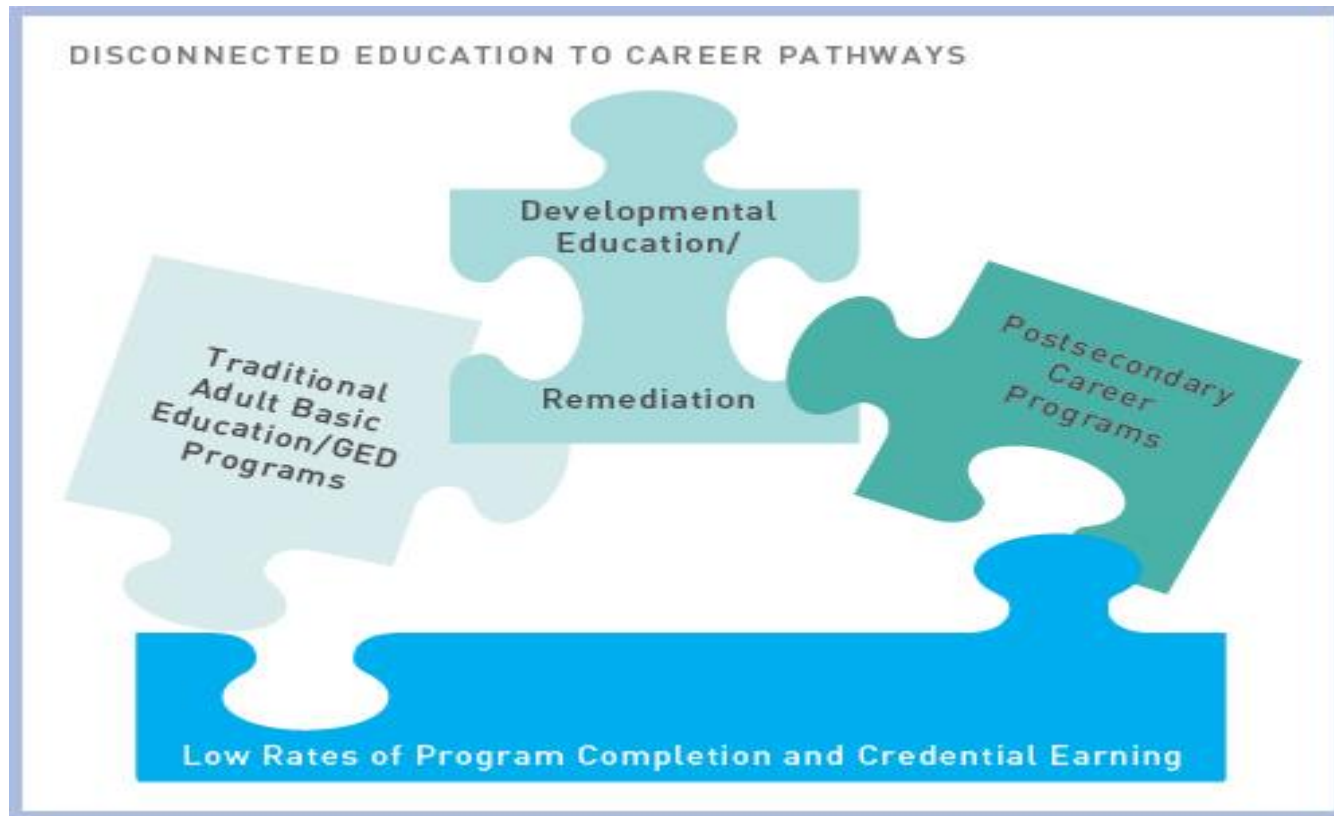 DISCONNECTED EDUCATION TO CAREER PATHWAYS
Developmental
Education/
Remediation
Traditional
Adult Basic
Education/GED
Programs
Postsecondary
Career
Programs
Low Rates of Program Completion and Credential Earning